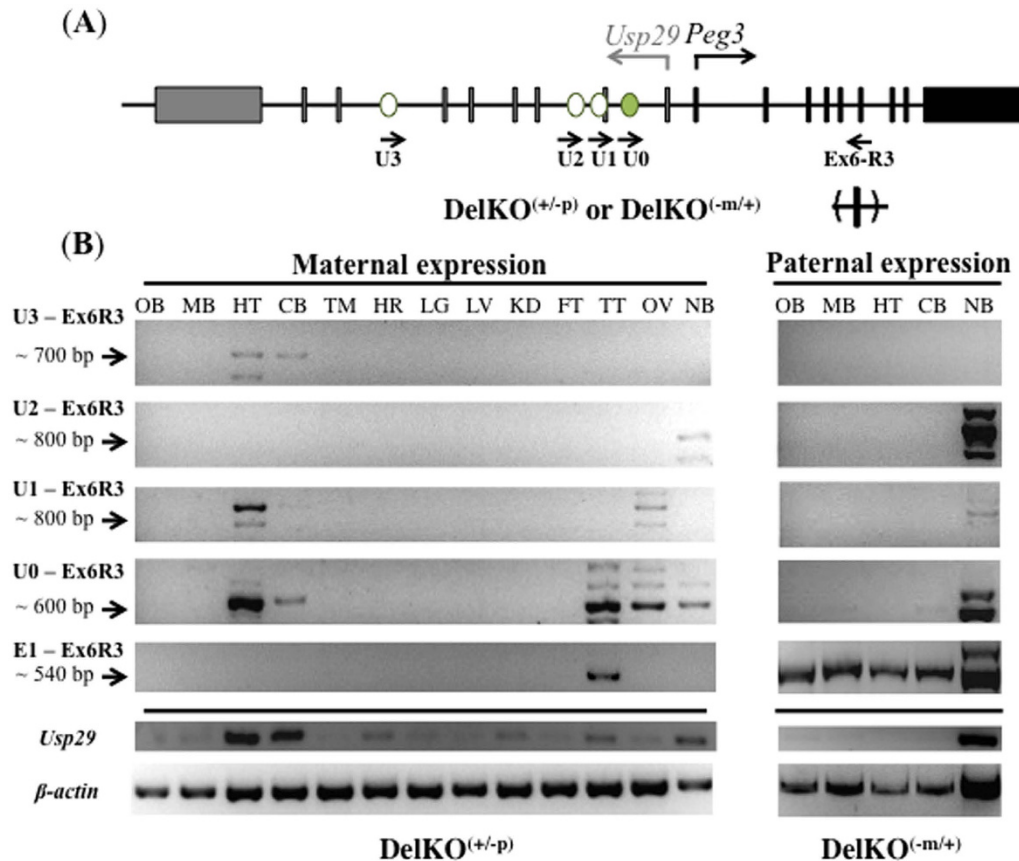 (A)
Usp29 Peg3
U3 U2 U1 U0 Ex6-R3
DelKO(+/-p) or DelKO(-m/+)
(B)
Maternal expression
Paternal expression
OB MB HT CB TM HR LG LV KD FT TT OV NB
OB MB HT CB NB
U3 – Ex6R3
~ 700 bp
U2 – Ex6R3
~ 800 bp
U1 – Ex6R3
~ 800 bp
U0 – Ex6R3
~ 600 bp
E1 – Ex6R3
~ 540 bp
Usp29
β-actin
DelKO(+/-p)
DelKO(-m/+)